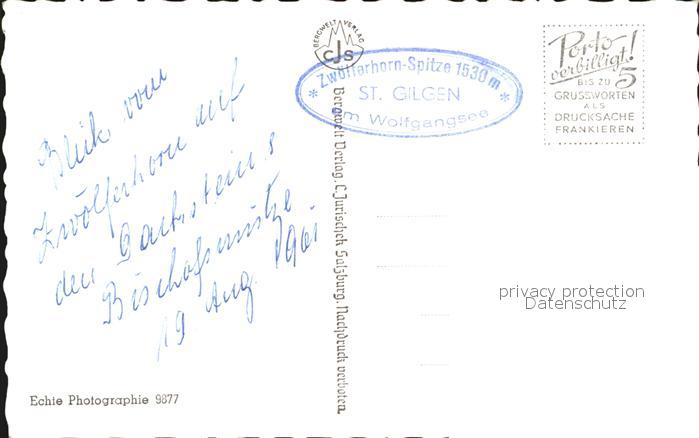 Blick vom
Zwölferhorn auf
den Dachstein &
Bischofsmütze
19 Aug. 1961
Echte Photographie 9877
BERGWELT VERLAG
CJS
Bergwelt Verlag, C. Jurischek Salzburg. Nachdruck verboten.
* Zwölferhorn-Spitze 1530 m *
ST. GILGEN
am Wolfgangsee
Porto
verbilligt!
BIS ZU 5
GRUSSWORTEN
ALS
DRUCKSACHE
FRANKIEREN
privacy protection
Datenschutz